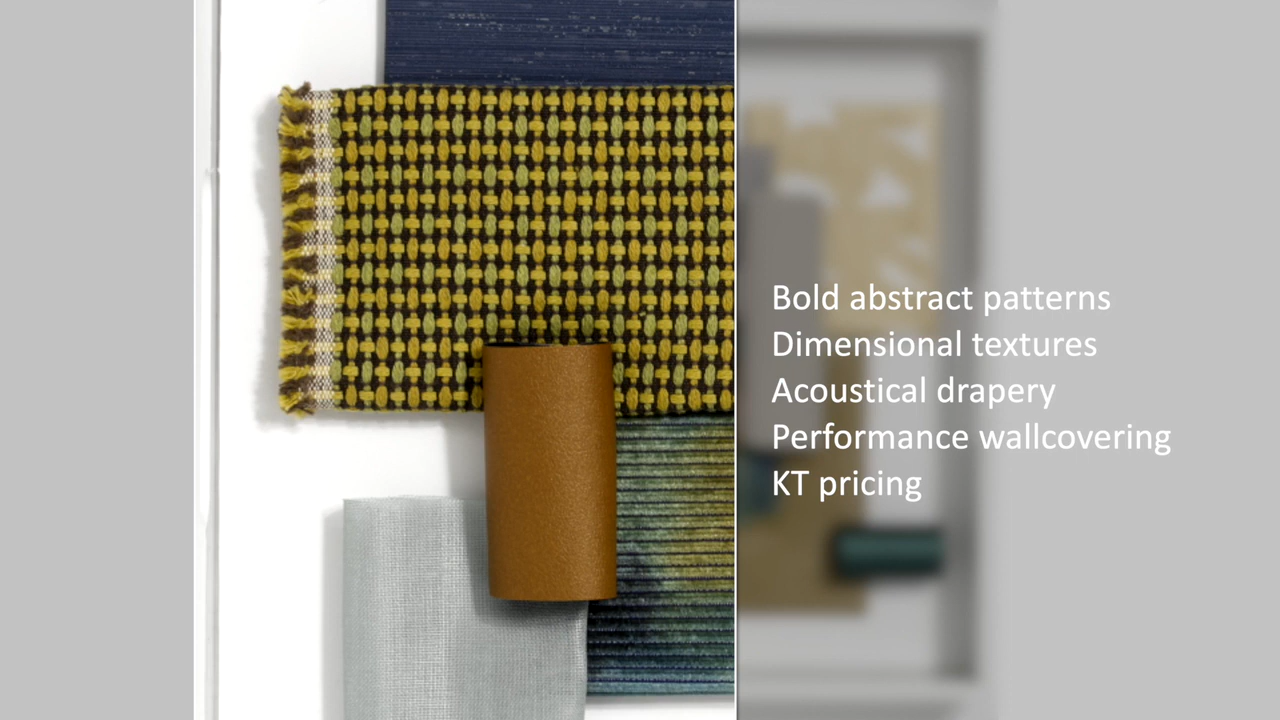 Bold abstract patterns
Dimensional textures
Acoustical drapery
Performance wallcovering
KT pricing